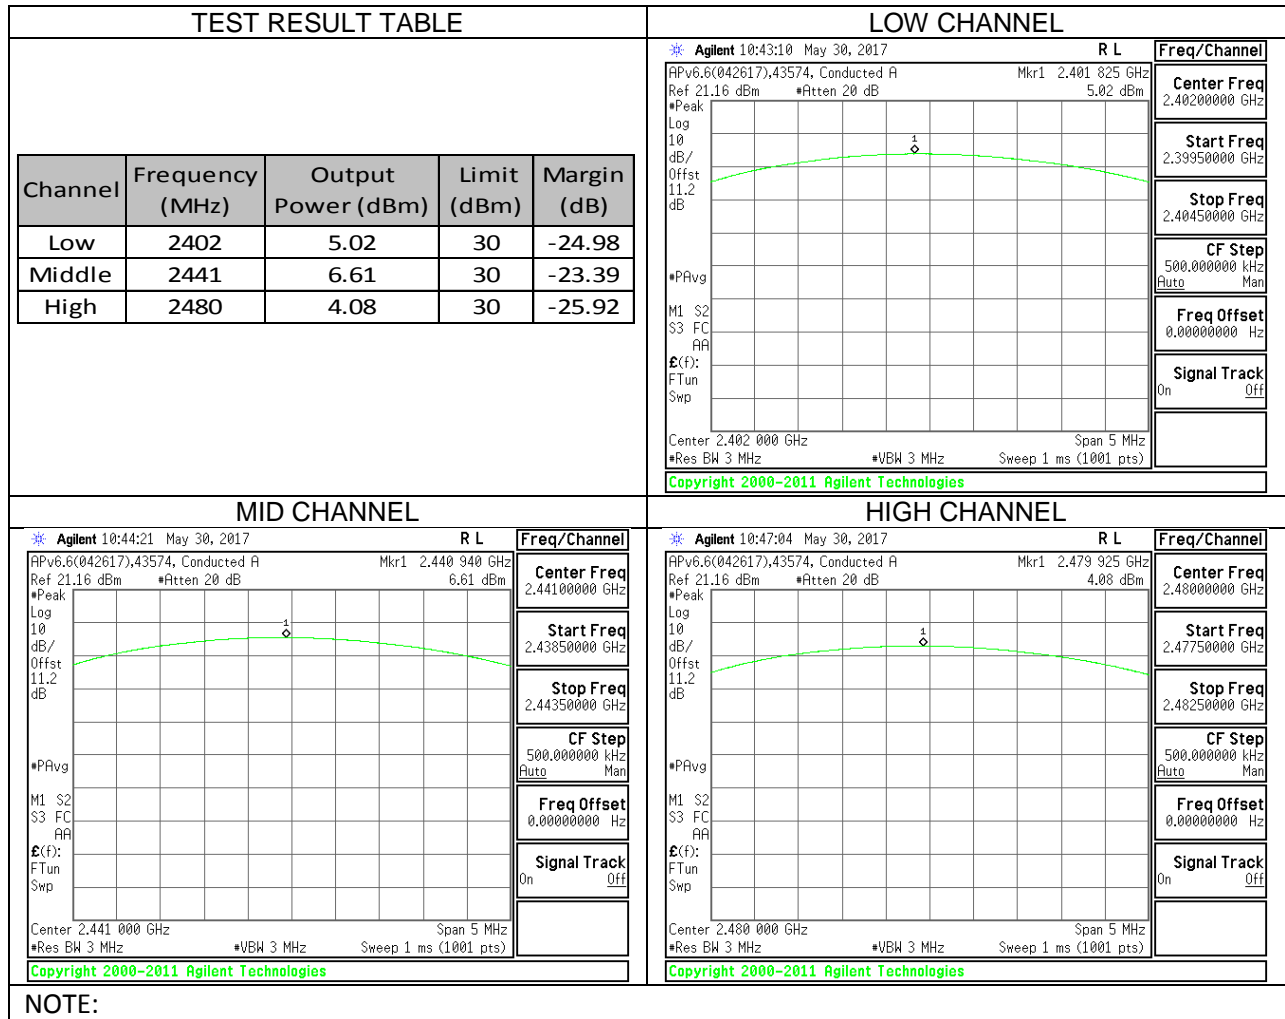 TEST RESULT TABLE
Channel Frequency (MHz) Output Power (dBm) Limit (dBm) Margin (dB)
Low 2402 5.02 30 -24.98
Middle 2441 6.61 30 -23.39
High 2480 4.08 30 -25.92
LOW CHANNEL
Agilent 10:43:10 May 30, 2017 R L
APv6.6(042617),43574, Conducted A Mkr1 2.401 825 GHz
Ref 21.16 dBm #Atten 20 dB 5.02 dBm
#Peak
Log
10
dB/
Offst
11.2
dB
#PAvg
M1 S2
S3 FC
AA
£(f):
FTun
Swp
1
Center 2.402 000 GHz Span 5 MHz
#Res BW 3 MHz #VBW 3 MHz Sweep 1 ms (1001 pts)
Copyright 2000-2011 Agilent Technologies
Freq/Channel
Center Freq
2.40200000 GHz
Start Freq
2.39950000 GHz
Stop Freq
2.40450000 GHz
CF Step
500.000000 kHz
Auto Man
Freq Offset
0.00000000 Hz
Signal Track
On Off
MID CHANNEL
Agilent 10:44:21 May 30, 2017 R L
APv6.6(042617),43574, Conducted A Mkr1 2.440 940 GHz
Ref 21.16 dBm #Atten 20 dB 6.61 dBm
#Peak
Log
10
dB/
Offst
11.2
dB
#PAvg
M1 S2
S3 FC
AA
£(f):
FTun
Swp
1
Center 2.441 000 GHz Span 5 MHz
#Res BW 3 MHz #VBW 3 MHz Sweep 1 ms (1001 pts)
Copyright 2000-2011 Agilent Technologies
Freq/Channel
Center Freq
2.44100000 GHz
Start Freq
2.43850000 GHz
Stop Freq
2.44350000 GHz
CF Step
500.000000 kHz
Auto Man
Freq Offset
0.00000000 Hz
Signal Track
On Off
HIGH CHANNEL
Agilent 10:47:04 May 30, 2017 R L
APv6.6(042617),43574, Conducted A Mkr1 2.479 925 GHz
Ref 21.16 dBm #Atten 20 dB 4.08 dBm
#Peak
Log
10
dB/
Offst
11.2
dB
#PAvg
M1 S2
S3 FC
AA
£(f):
FTun
Swp
1
Center 2.480 000 GHz Span 5 MHz
#Res BW 3 MHz #VBW 3 MHz Sweep 1 ms (1001 pts)
Copyright 2000-2011 Agilent Technologies
Freq/Channel
Center Freq
2.48000000 GHz
Start Freq
2.47750000 GHz
Stop Freq
2.48250000 GHz
CF Step
500.000000 kHz
Auto Man
Freq Offset
0.00000000 Hz
Signal Track
On Off
NOTE: